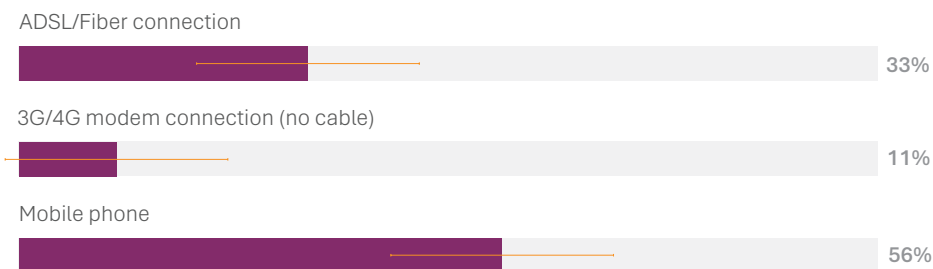 ADSL/Fiber connection
33%
3G/4G modem connection (no cable)
11%
Mobile phone
56%